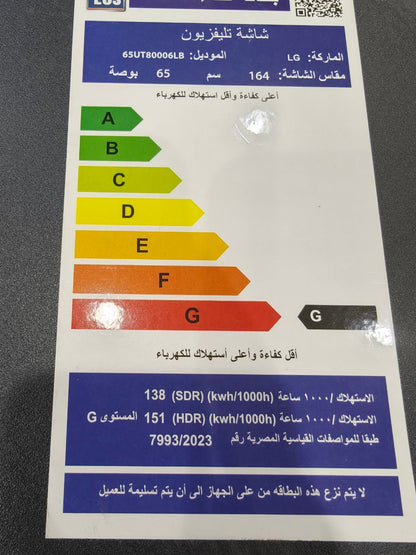 شاشة تليفزيون
الماركة: LG الموديل: 65UT80006LB
مقاس الشاشة: 164 سم 65 بوصة
أعلى كفاءة وأقل استهلاك للكهرباء
A
B
C
D
E
F
G G
أقل كفاءة وأعلى أستهلاك للكهرباء
الاستهلاك /١٠٠٠ ساعة (kwh/1000h) (SDR) 138
الاستهلاك /١٠٠٠ ساعة (kwh/1000h) (HDR) 151 المستوى G
طبقا للمواصفات القياسية المصرية رقم 7993/2023
لا يتم نزع هذه البطاقه من على الجهاز الى أن يتم تسليمة للعميل